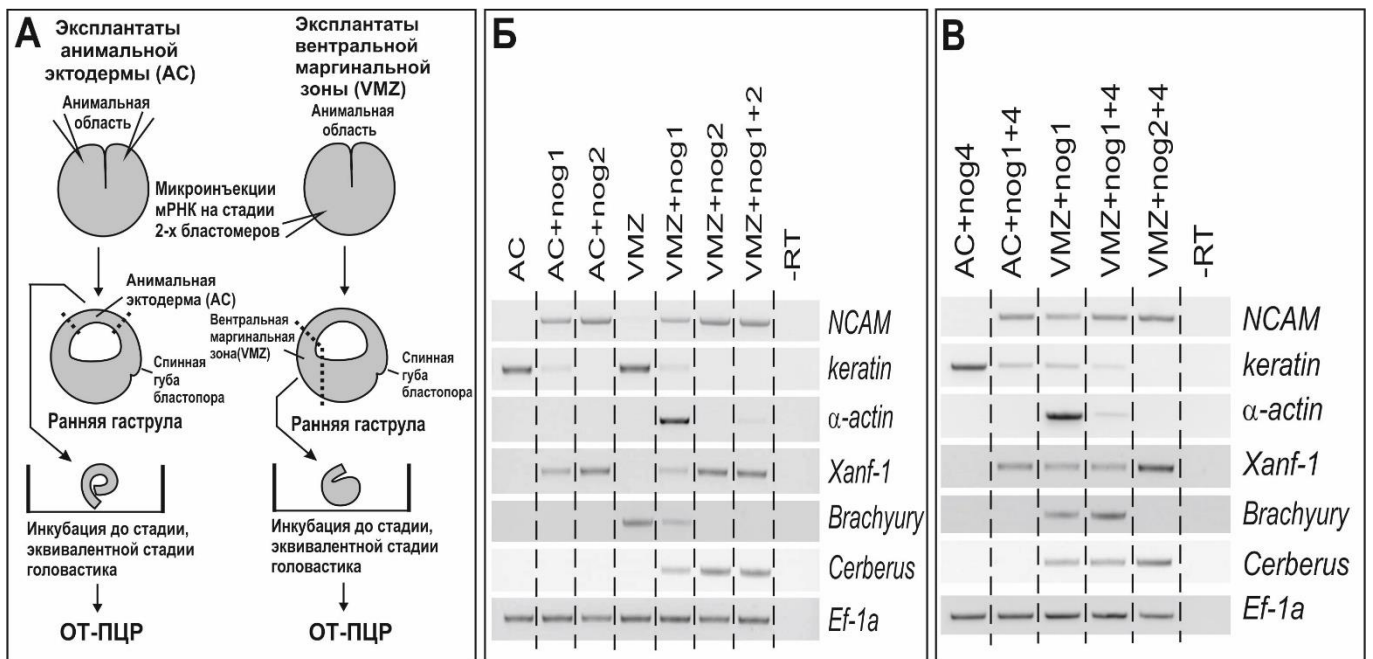 А
Эксплантаты
анимальной
эктодермы (AC)
Эксплантаты
вентральной
маргинальной
зоны (VMZ)
Анимальная
область
Анимальная
область
Микроинъекции
мРНК на стадии
2-х бластомеров
Анимальная
эктодерма (AC)
Вентральная
маргинальная
зона(VMZ)
Спинная
губа
бластопора
Спинная
губа
бластопора
Ранняя гаструла
Ранняя гаструла
Инкубация до стадии,
эквивалентной стадии
головастика
Инкубация до стадии,
эквивалентной стадии
головастика
ОТ-ПЦР
ОТ-ПЦР
Б
AC
AC+nog1
AC+nog2
VMZ
VMZ+nog1
VMZ+nog2
VMZ+nog1+2
-RT
NCAM
keratin
α-actin
Xanf-1
Brachyury
Cerberus
Ef-1a
В
AC+nog4
AC+nog1+4
VMZ+nog1
VMZ+nog1+4
VMZ+nog2+4
-RT
NCAM
keratin
α-actin
Xanf-1
Brachyury
Cerberus
Ef-1a